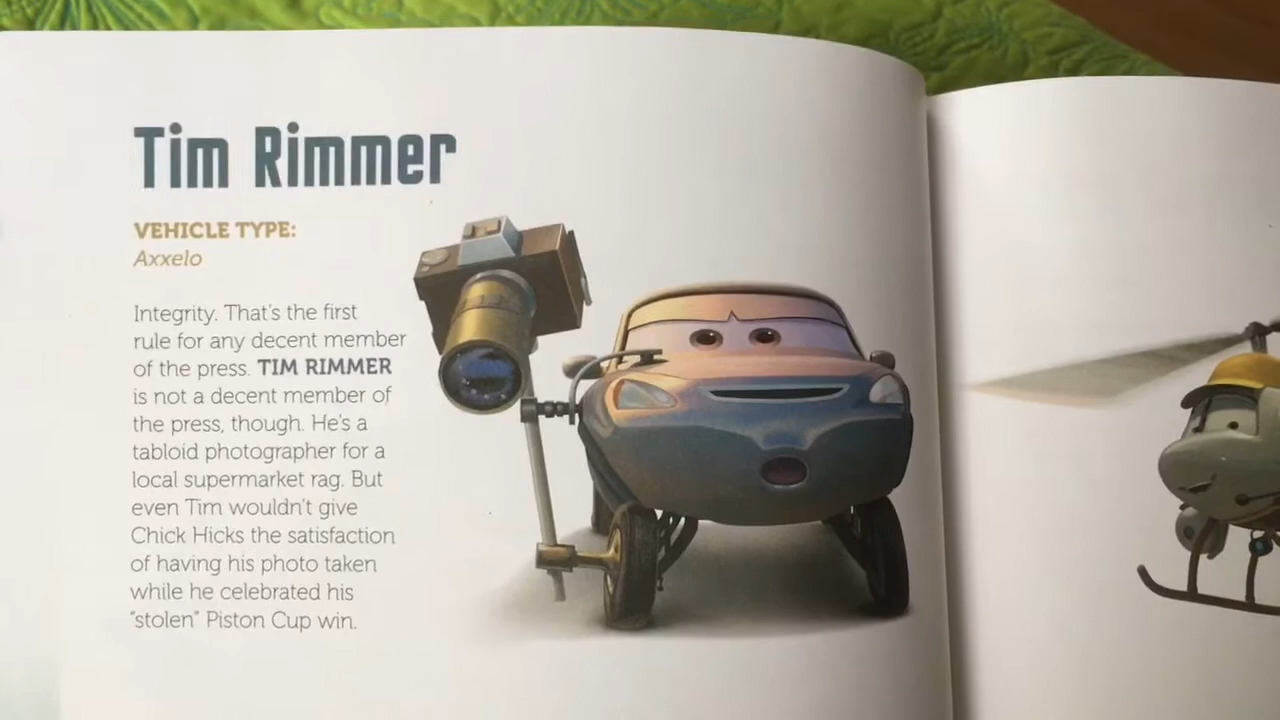 Tim Rimmer
VEHICLE TYPE:
Axxelo
Integrity. That's the first
rule for any decent member
of the press. TIM RIMMER
is not a decent member of
the press, though. He's a
tabloid photographer for a
local supermarket rag. But
even Tim wouldn't give
Chick Hicks the satisfaction
of having his photo taken
while he celebrated his
"stolen" Piston Cup win.